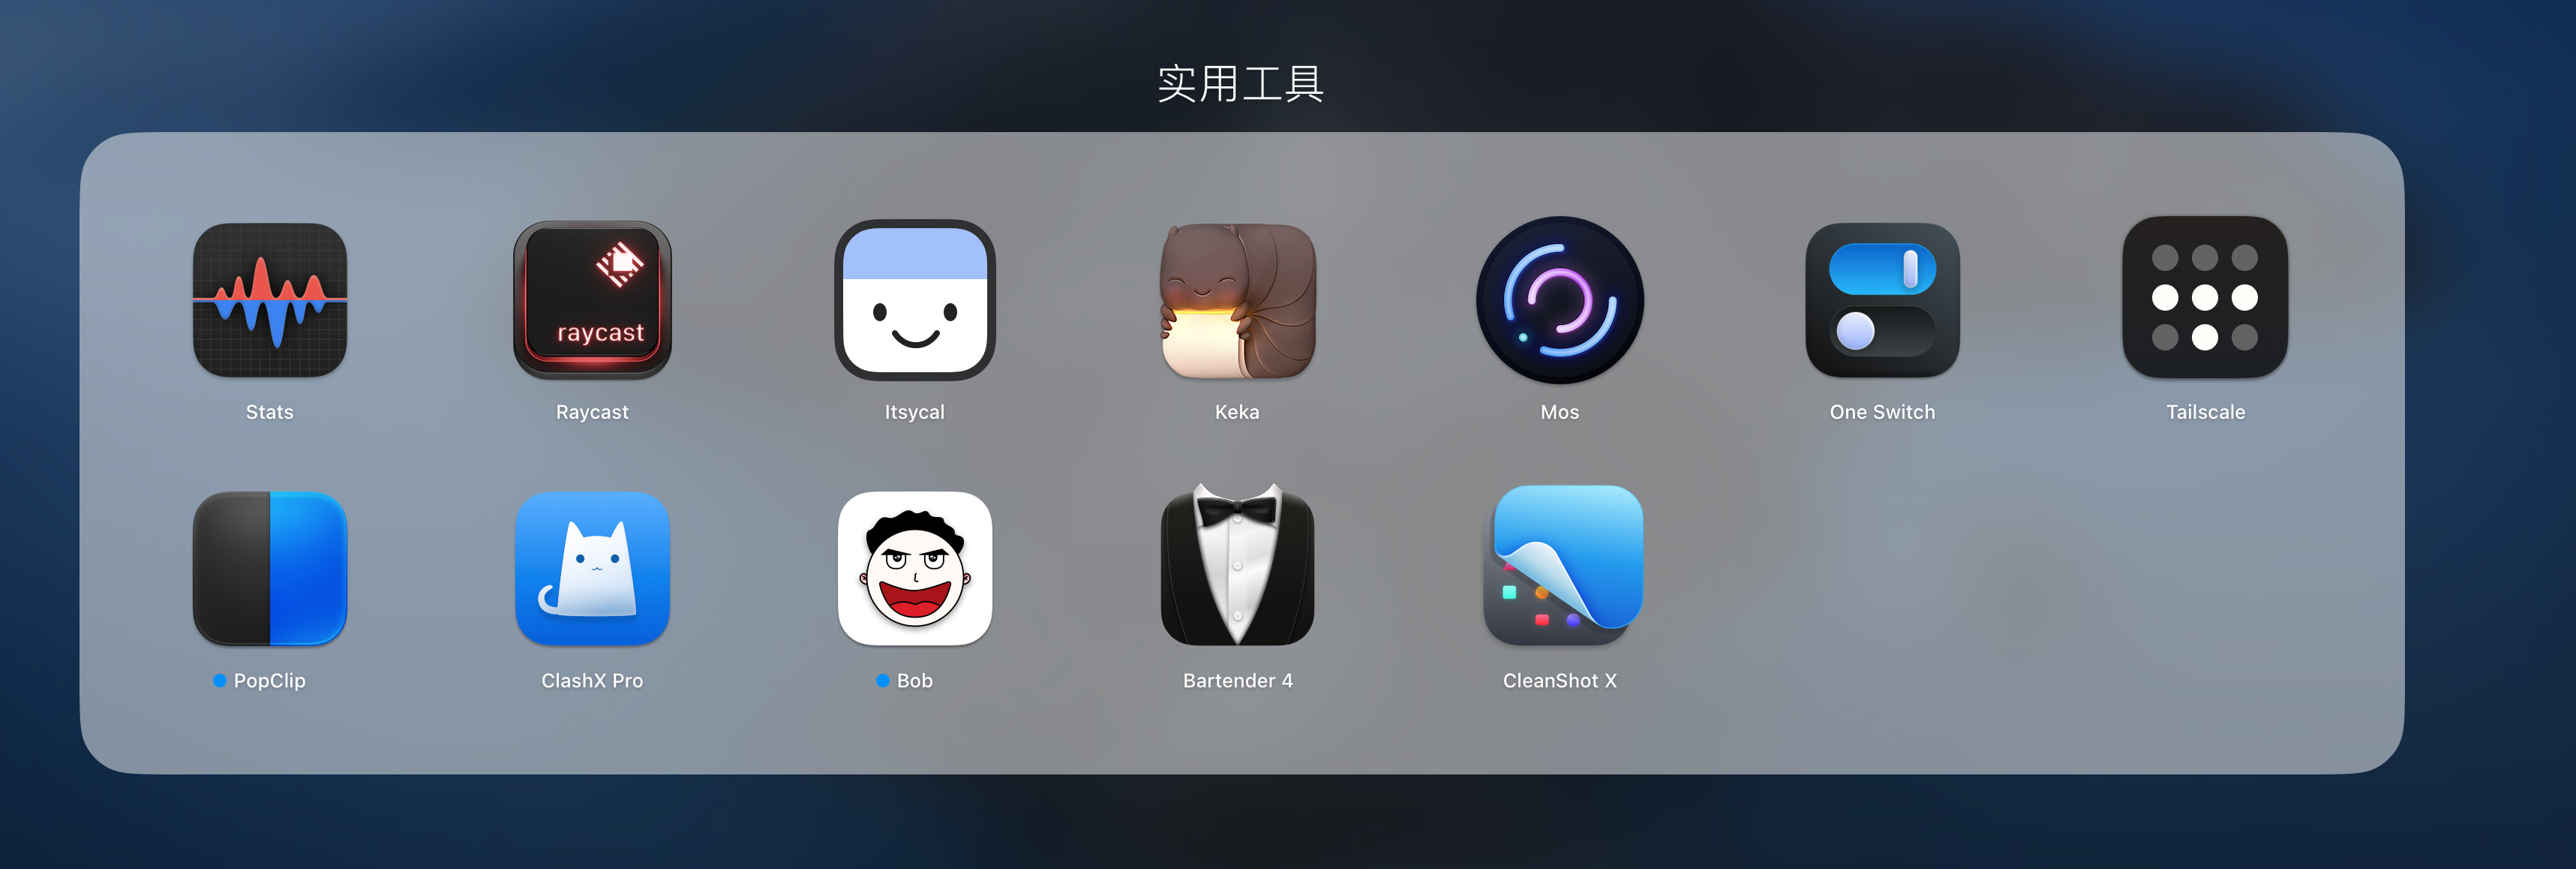 实用工具
raycast
Stats
Raycast
Itsycal
Keka
Mos
One Switch
Tailscale
PopClip
ClashX Pro
Bob
Bartender 4
CleanShot X